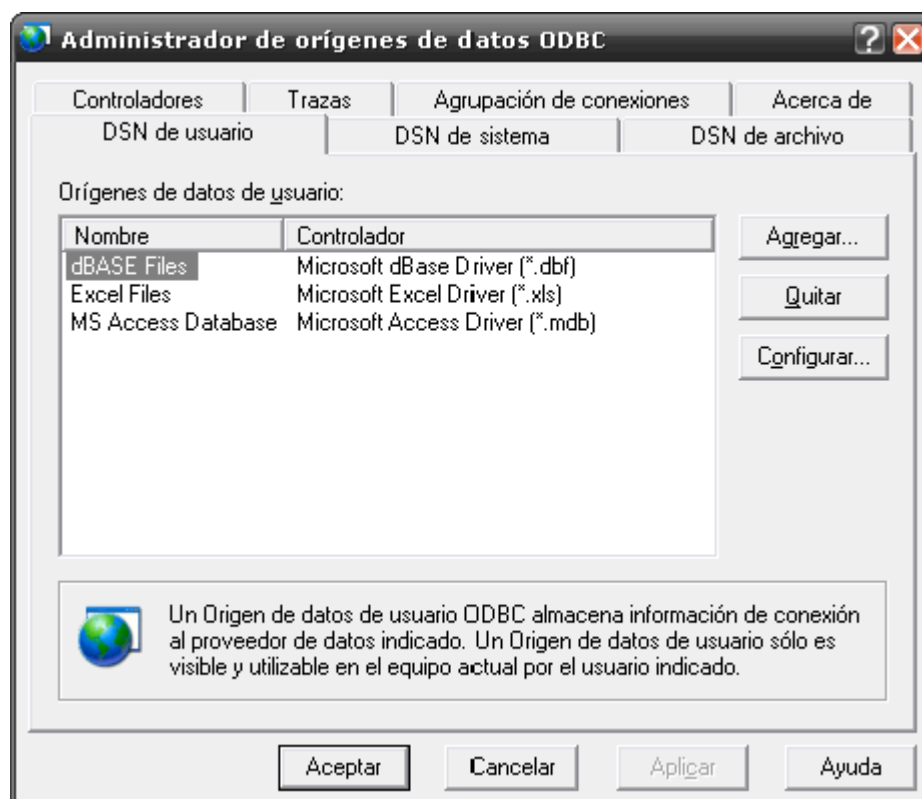 Administrador de orígenes de datos ODBC
Controladores Trazas Agrupación de conexiones Acerca de
DSN de usuario DSN de sistema DSN de archivo
Orígenes de datos de usuario:
Nombre Controlador
dBASE Files Microsoft dBase Driver (*.dbf)
Excel Files Microsoft Excel Driver (*.xls)
MS Access Database Microsoft Access Driver (*.mdb)
Agregar...
Quitar
Configurar...
Un Origen de datos de usuario ODBC almacena información de conexión
al proveedor de datos indicado. Un Origen de datos de usuario sólo es
visible y utilizable en el equipo actual por el usuario indicado.
Aceptar Cancelar Aplicar Ayuda